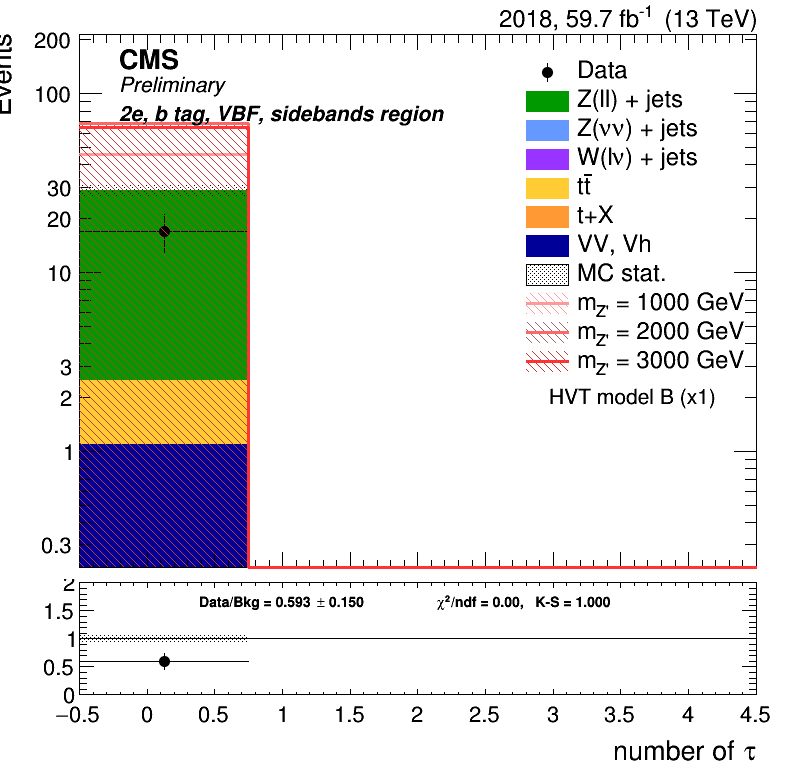 2018, 59.7 fb⁻¹ (13 TeV)
Events
200
100
30
20
10
3
2
1
0.3
CMS
Preliminary
2e, b tag, VBF, sidebands region
Data
Z(ll) + jets
Z(νν) + jets
W(lν) + jets
tt̄
t+X
VV, Vh
MC stat.
m_Z' = 1000 GeV
m_Z' = 2000 GeV
m_Z' = 3000 GeV
HVT model B (x1)
2
1.5
1
0.5
0
Data/Bkg = 0.593 ± 0.150 χ²/ndf = 0.00, K-S = 1.000
−0.5 0 0.5 1 1.5 2 2.5 3 3.5 4 4.5
number of τ